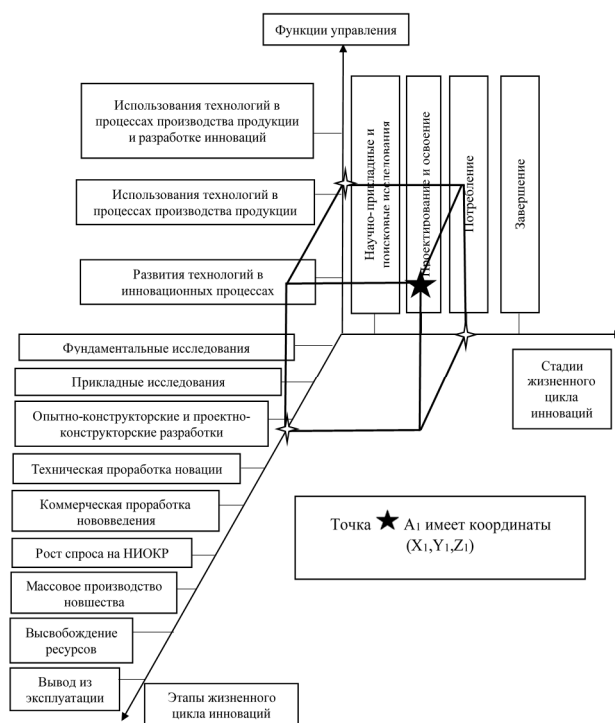 Функции управления
Использования технологий в
процессах производства продукции
и разработке инноваций
Использования технологий в
процессах производства продукции
Развития технологий в
инновационных процессах
Научно-прикладные и
поисковые исследования
Проектирование и освоение
Потребление
Завершение
Фундаментальные исследования
Прикладные исследования
Опытно-конструкторские и проектно-
конструкторские разработки
Техническая проработка новации
Коммерческая проработка
нововведения
Рост спроса на НИОКР
Массовое производство
новшества
Высвобождение
ресурсов
Вывод из
эксплуатации
Этапы жизненного
цикла инноваций
Стадии
жизненного
цикла
инноваций
Точка ★ A₁ имеет координаты
(X₁,Y₁,Z₁)